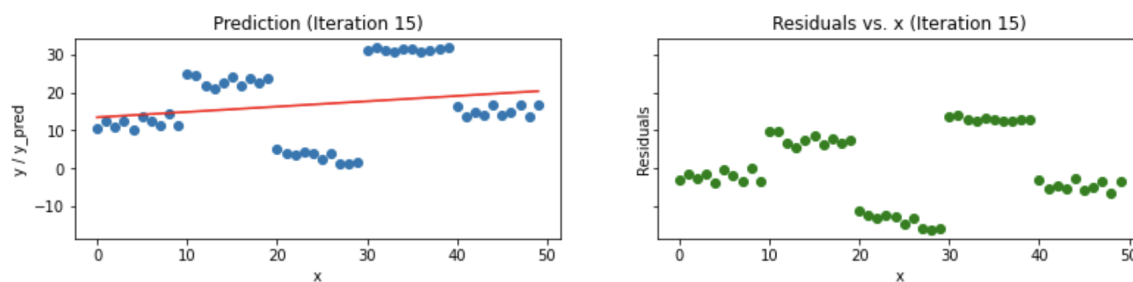 Prediction (Iteration 15)
y / y_pred
30
20
10
0
−10
0 10 20 30 40 50
x
Residuals vs. x (Iteration 15)
Residuals
0 10 20 30 40 50
x